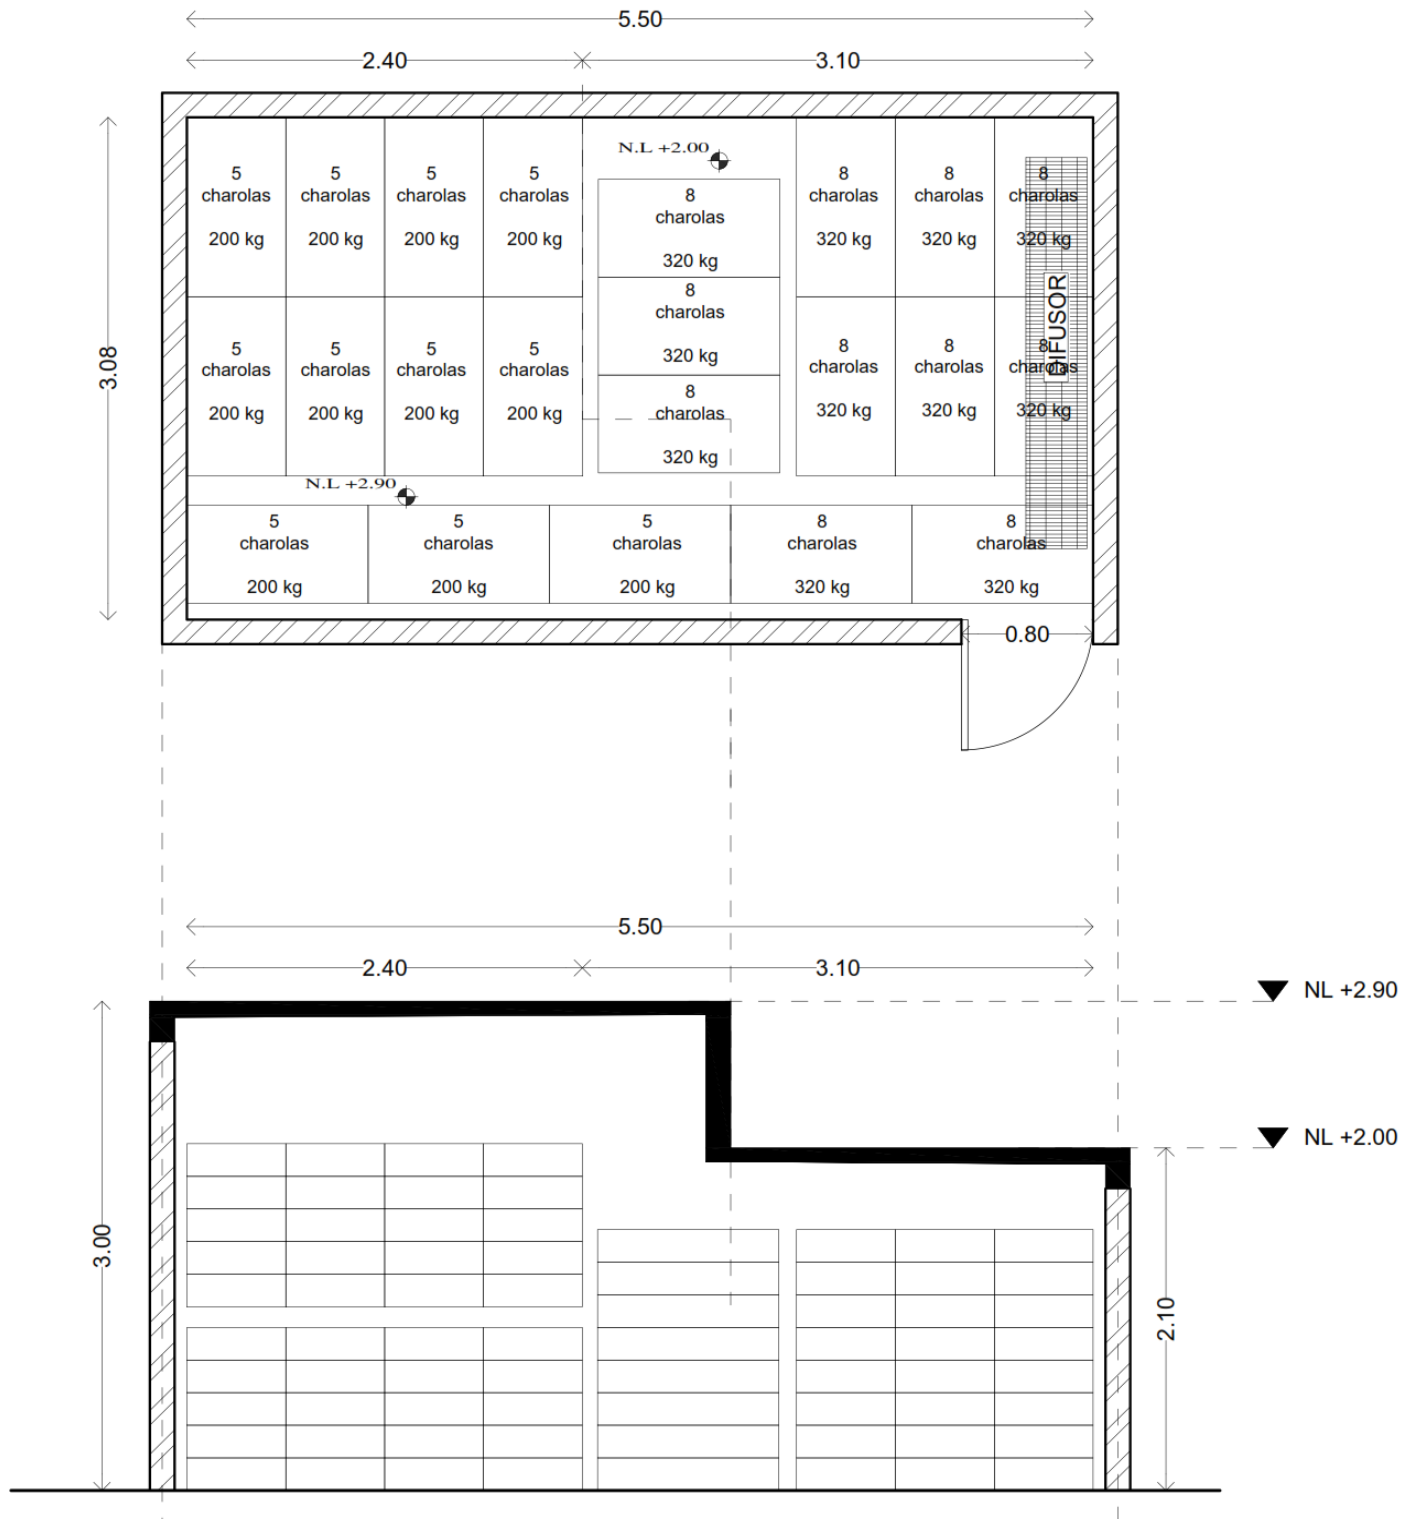 5.50
2.40
3.10
N.L +2.00
3.08
5
charolas
200 kg
5
charolas
200 kg
5
charolas
200 kg
5
charolas
200 kg
8
charolas
320 kg
8
charolas
320 kg
8
charolas
320 kg
8
charolas
320 kg
8
charolas
320 kg
8
charolas
320 kg
DIFUSOR
5
charolas
200 kg
5
charolas
200 kg
5
charolas
200 kg
5
charolas
200 kg
8
charolas
320 kg
8
charolas
320 kg
8
charolas
320 kg
N.L +2.90
5
charolas
200 kg
5
charolas
200 kg
5
charolas
200 kg
8
charolas
320 kg
8
charolas
320 kg
0.80
5.50
2.40
3.10
NL +2.90
NL +2.00
3.00
2.10